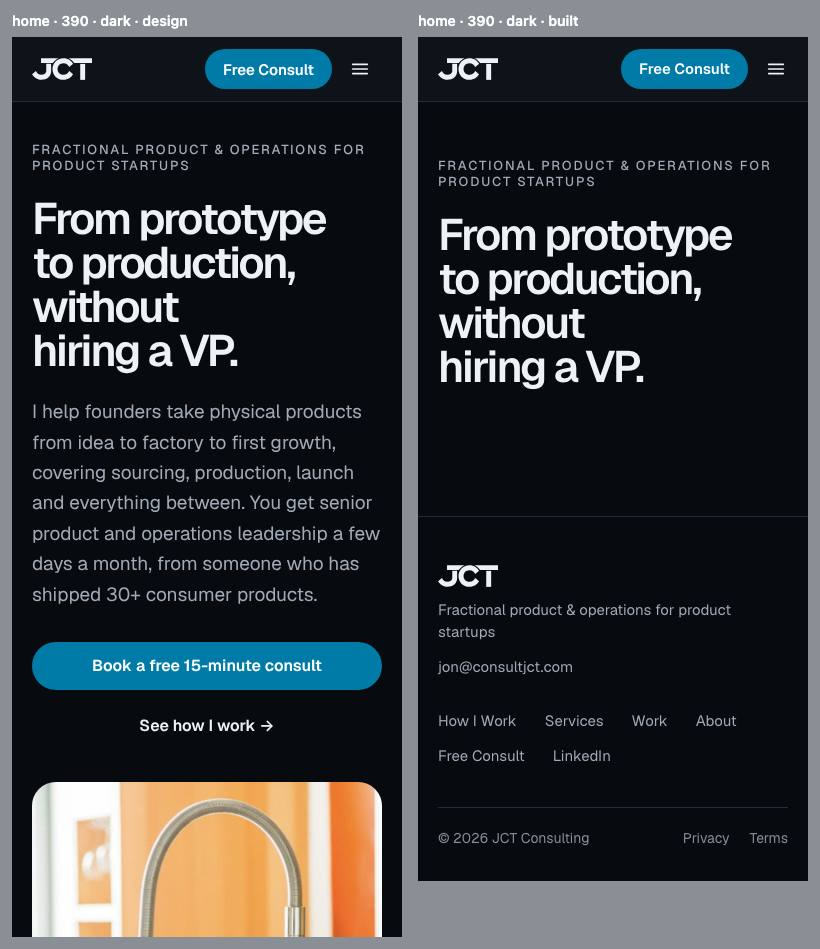 home · 390 · dark · design
JCT
Free Consult
FRACTIONAL PRODUCT & OPERATIONS FOR
PRODUCT STARTUPS
From prototype
to production,
without
hiring a VP.
I help founders take physical products
from idea to factory to first growth,
covering sourcing, production, launch
and everything between. You get senior
product and operations leadership a few
days a month, from someone who has
shipped 30+ consumer products.
Book a free 15-minute consult
See how I work →
home · 390 · dark · built
JCT
Free Consult
FRACTIONAL PRODUCT & OPERATIONS FOR
PRODUCT STARTUPS
From prototype
to production,
without
hiring a VP.
JCT
Fractional product & operations for product
startups
jon@consultjct.com
How I Work Services Work About
Free Consult LinkedIn
© 2026 JCT Consulting Privacy Terms